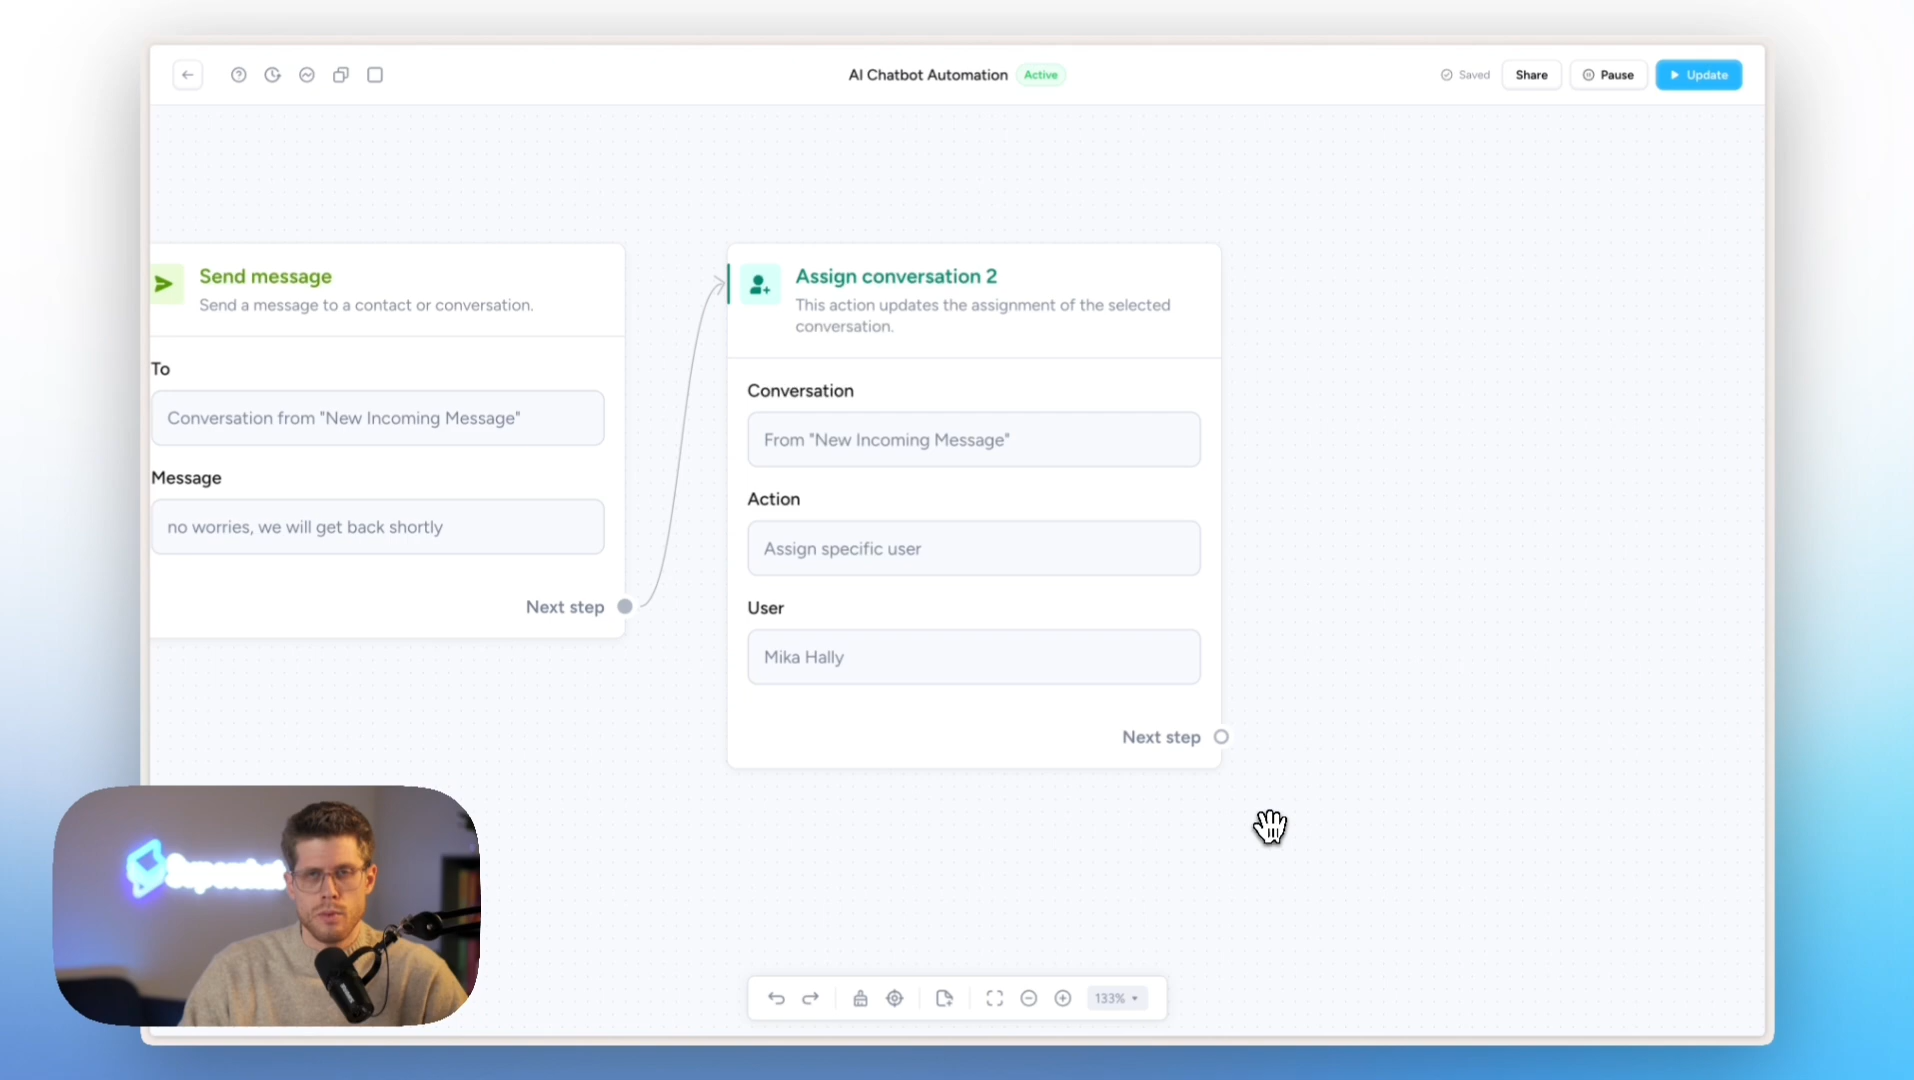 AI Chatbot Automation
Active
Saved
Share
Pause
Update
Send message
Send a message to a contact or conversation.
To
Conversation from "New Incoming Message"
Message
no worries, we will get back shortly
Next step
Assign conversation 2
This action updates the assignment of the selected
conversation.
Conversation
From "New Incoming Message"
Action
Assign specific user
User
Mika Hally
Next step
133%